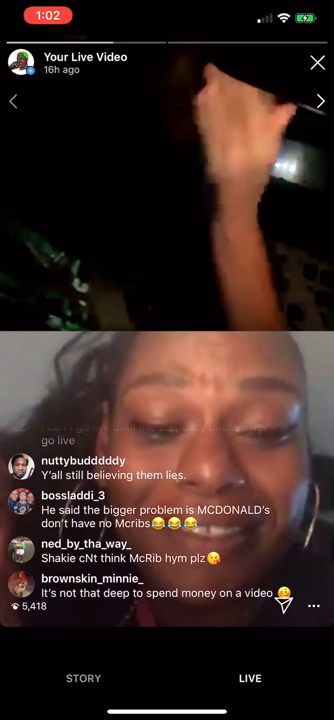 1:02
Your Live Video
16h ago
go live
nuttybudddddy
Y'all still believing them lies.
bossladdi_3
He said the bigger problem is MCDONALD's
don't have no Mcribs😂😂😂
ned_by_tha_way_
Shakie cNt think McRib hym plz😘
brownskin_minnie_
It's not that deep to spend money on a video
5,418
STORY
LIVE